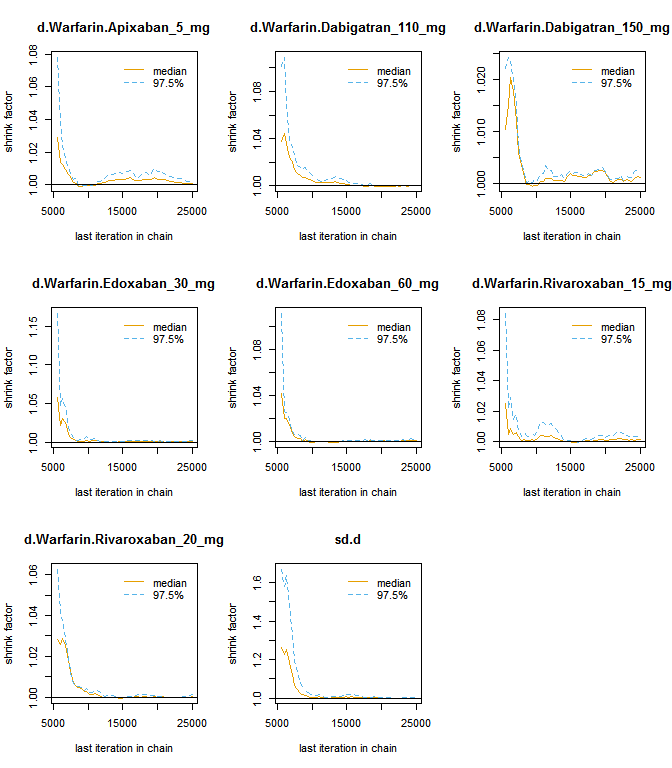 d.Warfarin.Apixaban_5_mg
shrink factor
1.00 1.02 1.04 1.06 1.08
median
97.5%
5000 15000 25000
last iteration in chain
d.Warfarin.Dabigatran_110_mg
shrink factor
1.00 1.04 1.08
median
97.5%
5000 15000 25000
last iteration in chain
d.Warfarin.Dabigatran_150_mg
shrink factor
1.000 1.010 1.020
median
97.5%
5000 15000 25000
last iteration in chain
d.Warfarin.Edoxaban_30_mg
shrink factor
1.00 1.05 1.10 1.15
median
97.5%
5000 15000 25000
last iteration in chain
d.Warfarin.Edoxaban_60_mg
shrink factor
1.00 1.04 1.08
median
97.5%
5000 15000 25000
last iteration in chain
d.Warfarin.Rivaroxaban_15_mg
shrink factor
1.00 1.02 1.04 1.06 1.08
median
97.5%
5000 15000 25000
last iteration in chain
d.Warfarin.Rivaroxaban_20_mg
shrink factor
1.00 1.02 1.04 1.06
median
97.5%
5000 15000 25000
last iteration in chain
sd.d
shrink factor
1.0 1.2 1.4 1.6
median
97.5%
5000 15000 25000
last iteration in chain